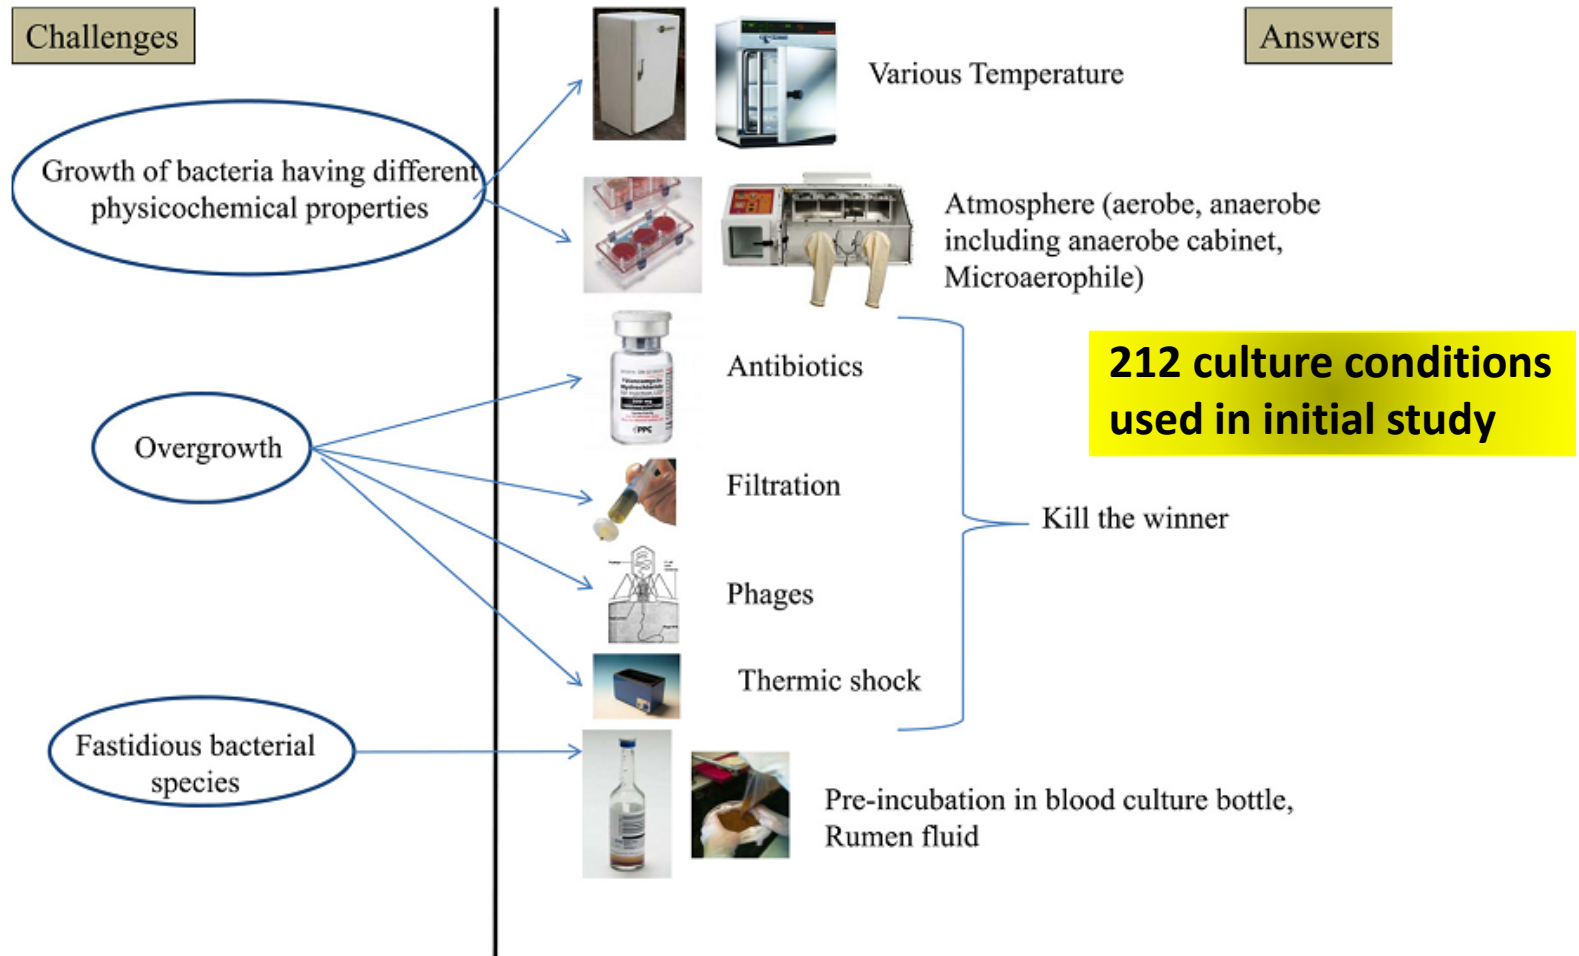 Challenges
Answers
Various Temperature
Growth of bacteria having different
physicochemical properties
Atmosphere (aerobe, anaerobe
including anaerobe cabinet,
Microaerophile)
Antibiotics
212 culture conditions
used in initial study
Overgrowth
Filtration
Kill the winner
Phages
Thermic shock
Fastidious bacterial
species
Pre-incubation in blood culture bottle,
Rumen fluid